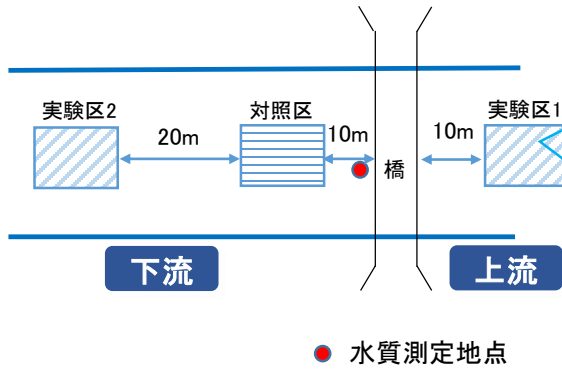 実験区2
対照区
実験区1
20m
10m
10m
橋
下流
上流
水質測定地点